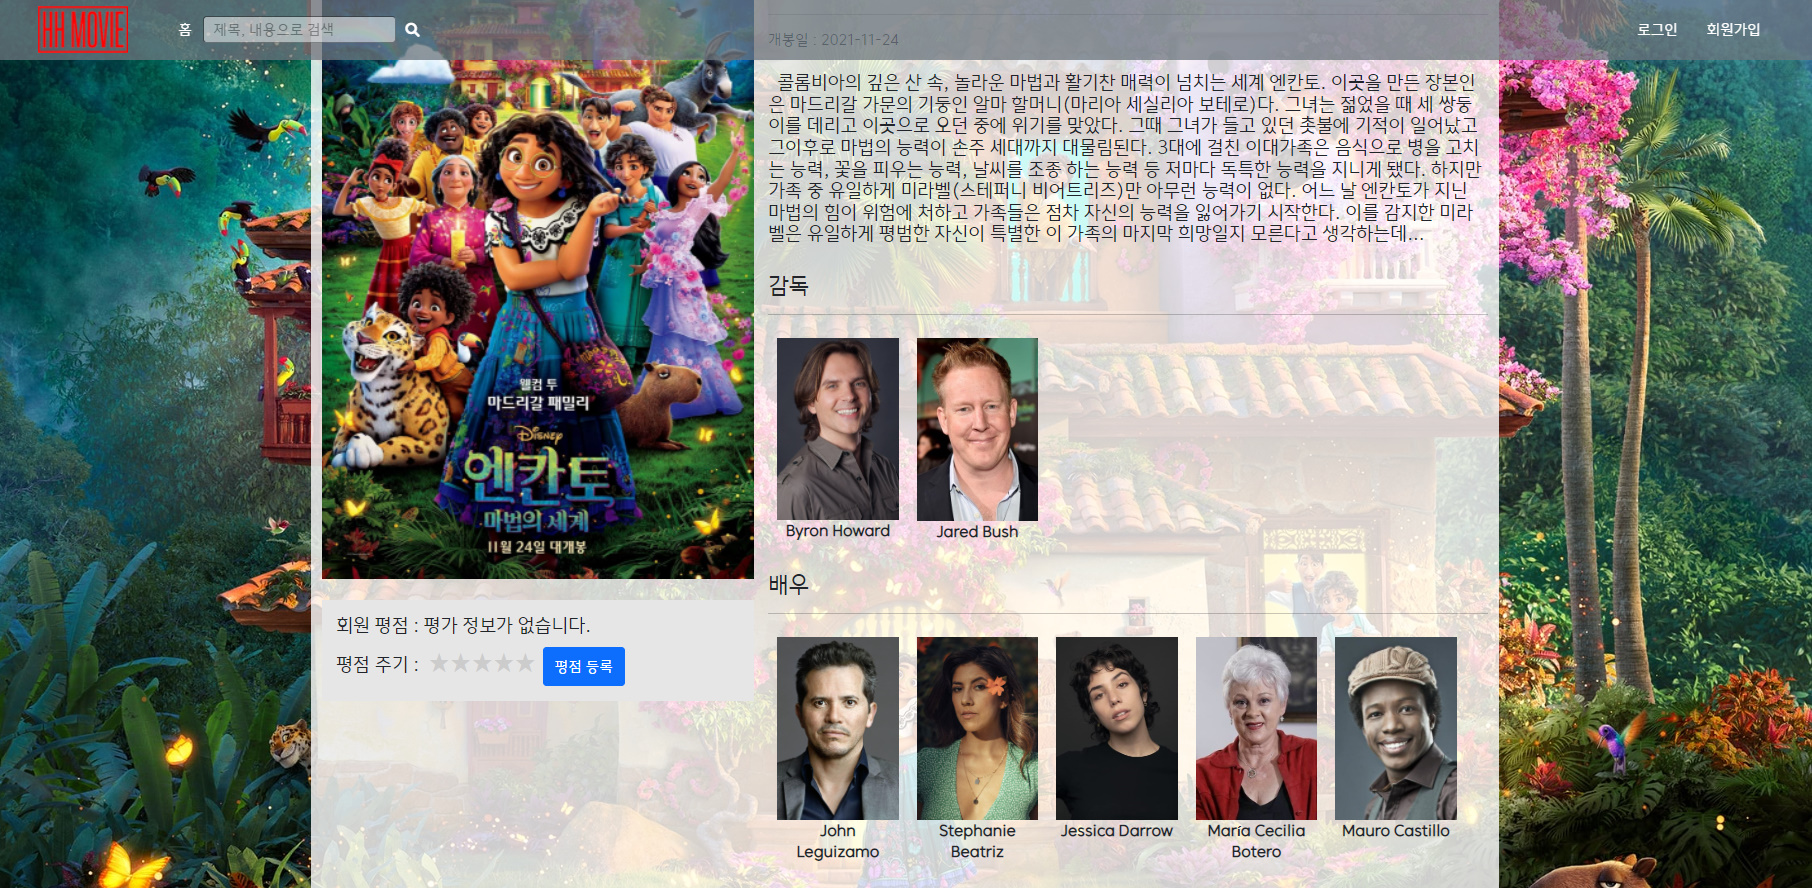 HH MOVIE
홈
제목, 내용으로 검색
로그인
회원가입
개봉일 : 2021-11-24
콜롬비아의 깊은 산 속, 놀라운 마법과 활기찬 매력이 넘치는 세계 엔칸토. 이곳을 만든 장본인
은 마드리갈 가문의 기둥인 알마 할머니(마리아 세실리아 보테로)다. 그녀는 젊었을 때 세 쌍둥
이를 데리고 이곳으로 오던 중에 위기를 맞았다. 그때 그녀가 들고 있던 촛불에 기적이 일어났고
그이후로 마법의 능력이 손주 세대까지 대물림된다. 3대에 걸친 이대가족은 음식으로 병을 고치
는 능력, 꽃을 피우는 능력, 날씨를 조종 하는 능력 등 저마다 독특한 능력을 지니게 됐다. 하지만
가족 중 유일하게 미라벨(스테퍼니 비어트리즈)만 아무런 능력이 없다. 어느 날 엔칸토가 지닌
마법의 힘이 위험에 처하고 가족들은 점차 자신의 능력을 잃어가기 시작한다. 이를 감지한 미라
벨은 유일하게 평범한 자신이 특별한 이 가족의 마지막 희망일지 모른다고 생각하는데...
웰컴 투
마드리갈 패밀리
Disney
엔칸토
마법의 세계
11월 24일 대개봉
회원 평점 : 평가 정보가 없습니다.
평점 주기 : ★★★★★ 평점 등록
감독
Byron Howard
Jared Bush
배우
John
Leguizamo
Stephanie
Beatriz
Jessica Darrow
María Cecilia
Botero
Mauro Castillo